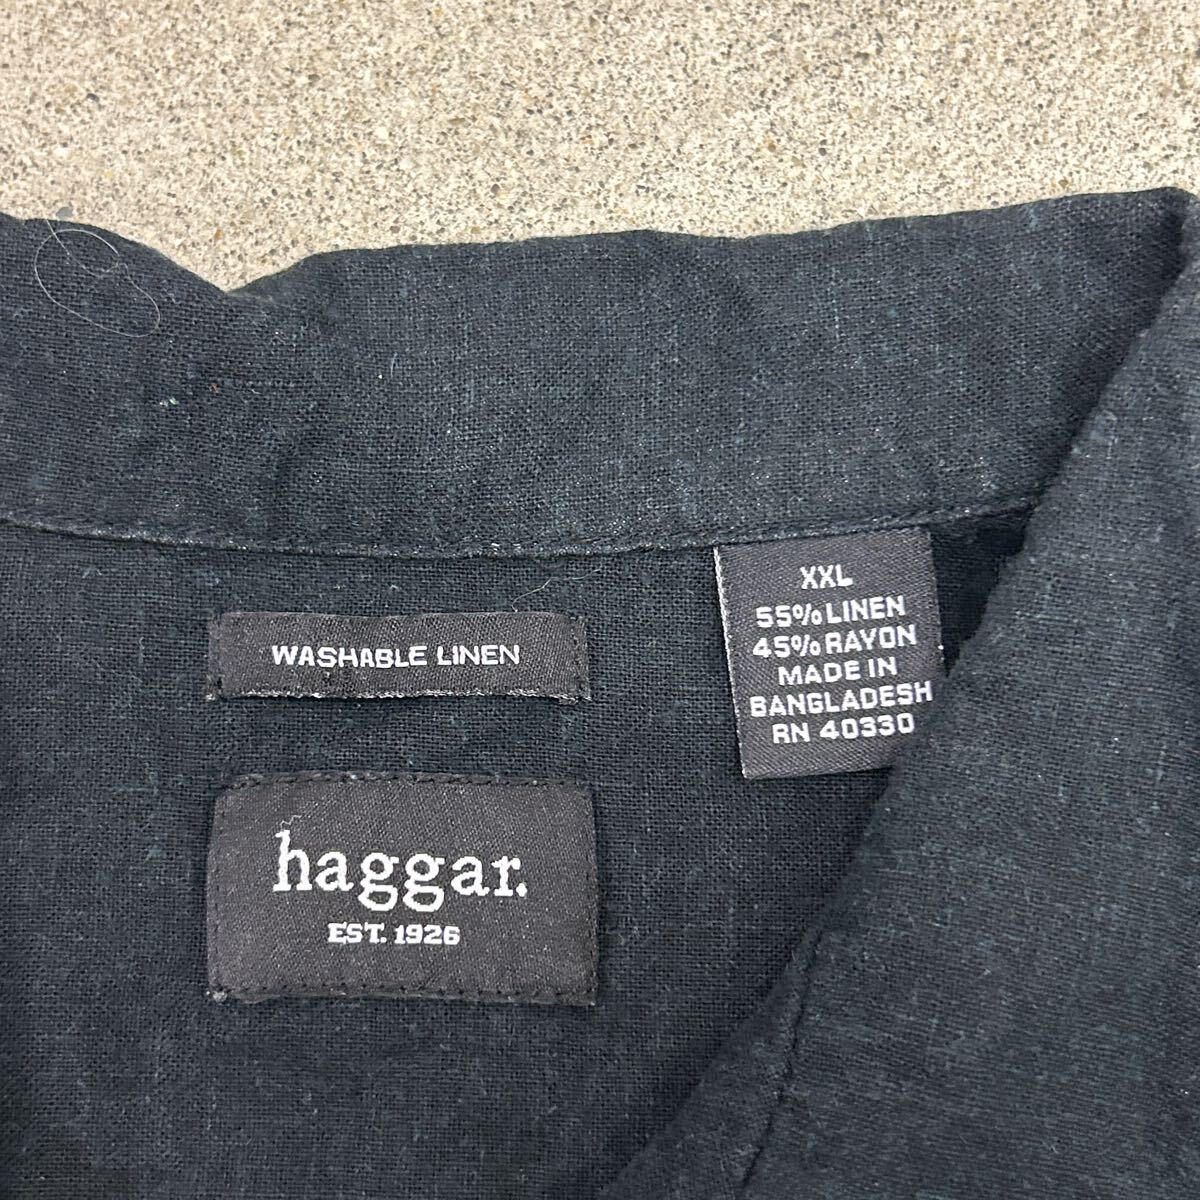 WASHABLE LINEN
haggar.
EST. 1926
XXL
55% LINEN
45% RAYON
MADE IN
BANGLADESH
RN 40330